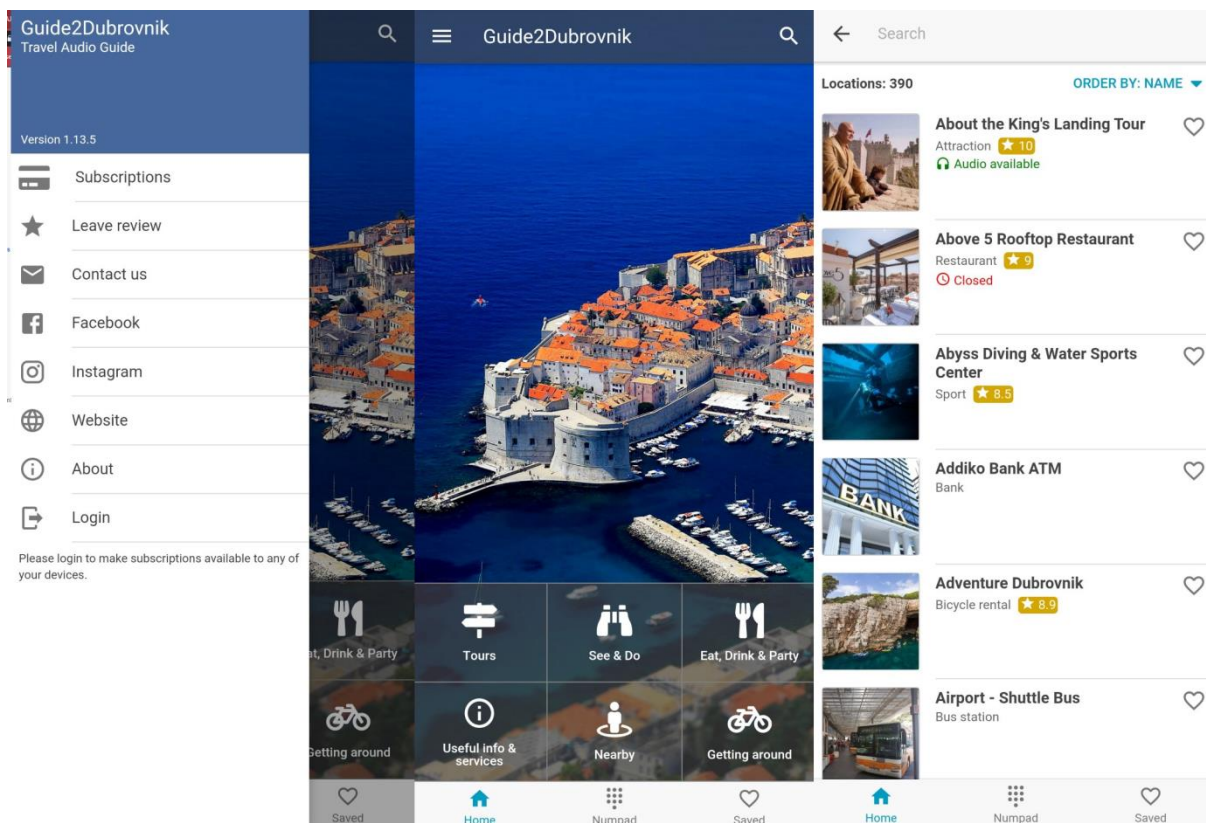 Guide2Dubrovnik
Travel Audio Guide
Version 1.13.5
Subscriptions
Leave review
Contact us
Facebook
Instagram
Website
About
Login
Please login to make subscriptions available to any of
your devices.
at, Drink & Party
Getting around
Saved
Guide2Dubrovnik
Tours
See & Do
Eat, Drink & Party
Useful info &
services
Nearby
Getting around
Home
Numpad
Saved
Search
Locations: 390
ORDER BY: NAME
About the King's Landing Tour
Attraction 10
Audio available
Above 5 Rooftop Restaurant
Restaurant 9
Closed
Abyss Diving & Water Sports
Center
Sport 8.5
Addiko Bank ATM
Bank
BANK
Adventure Dubrovnik
Bicycle rental 8.9
Airport - Shuttle Bus
Bus station
Home
Numpad
Saved